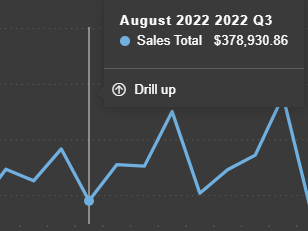 August 2022 2022 Q3
Sales Total $378,930.86
Drill up